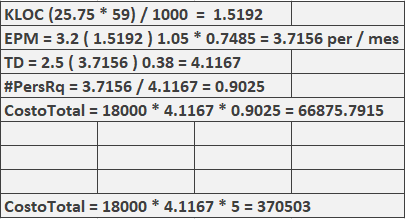 KLOC (25.75 * 59) / 1000  =  1.5192
EPM = 3.2 ( 1.5192 ) 1.05 * 0.7485 = 3.7156 per / mes
TD = 2.5 ( 3.7156 ) 0.38 = 4.1167
#PersRq = 3.7156 / 4.1167 = 0.9025
CostoTotal = 18000 * 4.1167 * 0.9025 = 66875.7915
CostoTotal = 18000 * 4.1167 * 5 = 370503